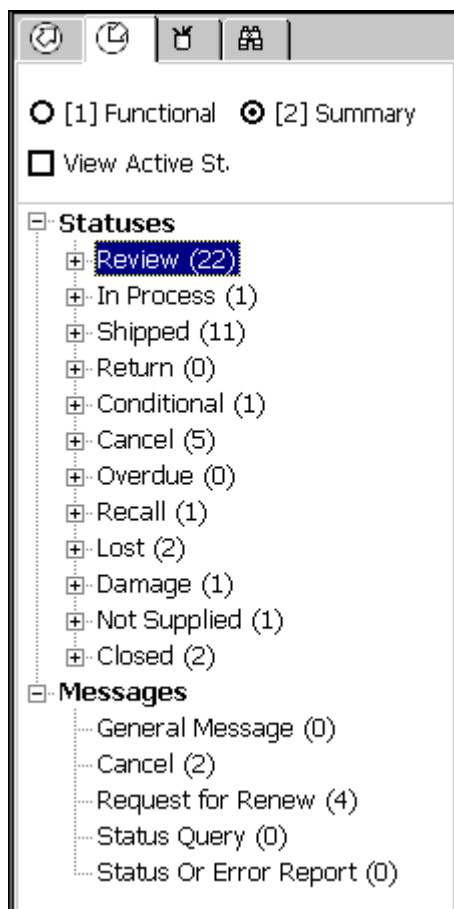 [1] Functional [2] Summary
View Active St.
Statuses
Review (22)
In Process (1)
Shipped (11)
Return (0)
Conditional (1)
Cancel (5)
Overdue (0)
Recall (1)
Lost (2)
Damage (1)
Not Supplied (1)
Closed (2)
Messages
General Message (0)
Cancel (2)
Request for Renew (4)
Status Query (0)
Status Or Error Report (0)